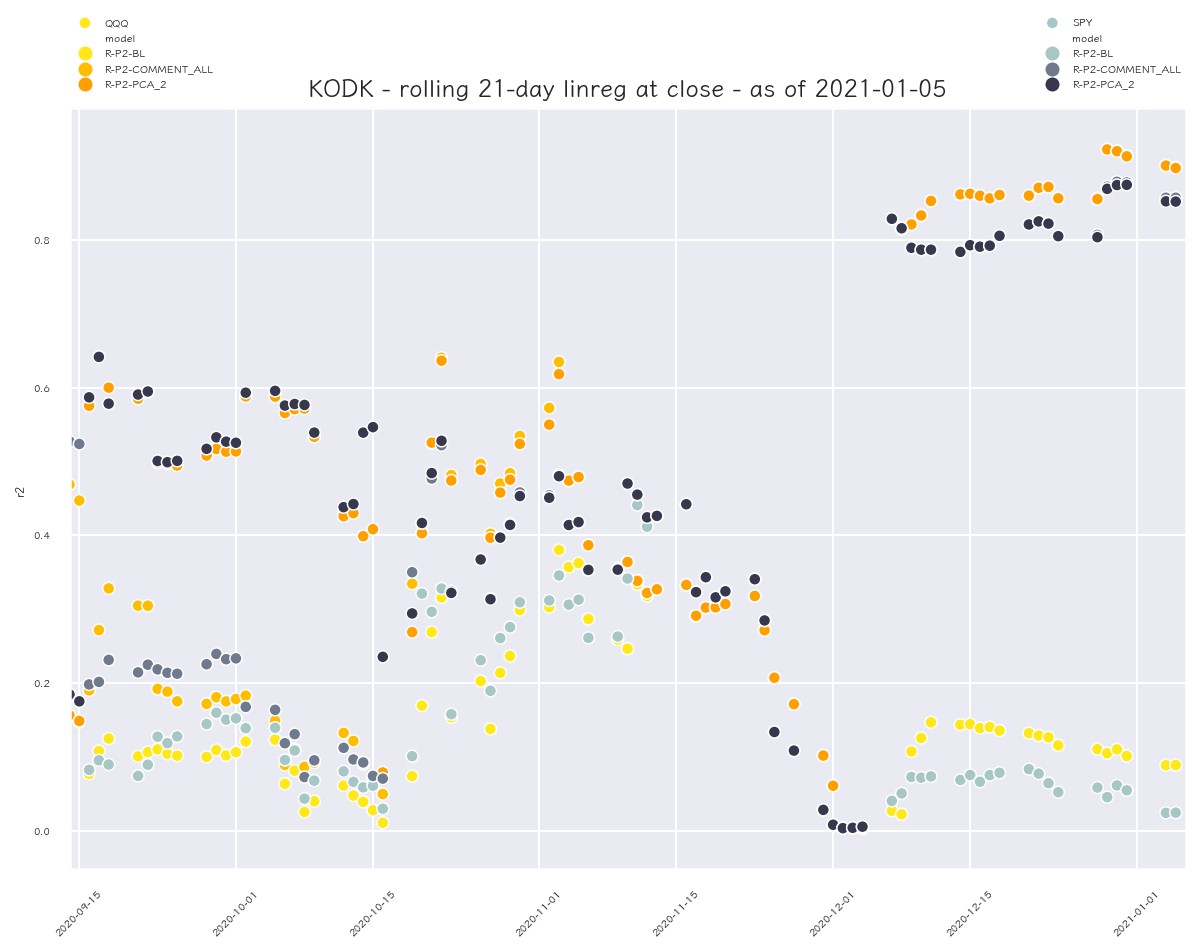 QQQ
model
R-P2-BL
R-P2-COMMENT_ALL
R-P2-PCA_2
SPY
model
R-P2-BL
R-P2-COMMENT_ALL
R-P2-PCA_2
KODK - rolling 21-day linreg at close - as of 2021-01-05
r2
0.8
0.6
0.4
0.2
0.0
2020-09-15
2020-10-01
2020-10-15
2020-11-01
2020-11-15
2020-12-01
2020-12-15
2021-01-01